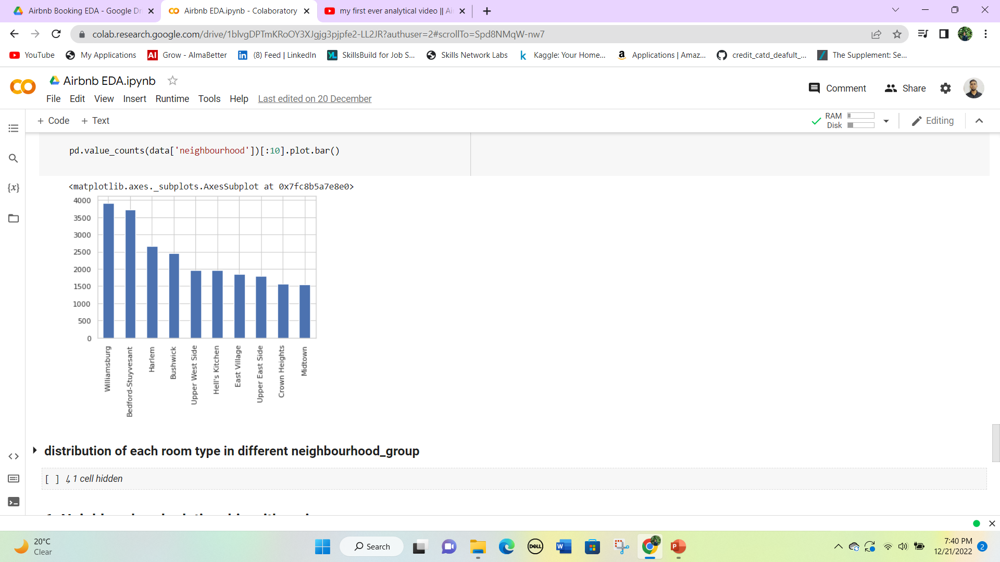 Airbnb Booking EDA - Google Dr
Airbnb EDA.ipynb - Colaboratory
my first ever analytical video || Ai
colab.research.google.com/drive/1blvgDPTmKRoOY3XJgjg3pjpfe2-LL2JR?authuser=2#scrollTo=Spd8NMqW-nw7
YouTube
My Applications
AI Grow - AlmaBetter
in (8) Feed | LinkedIn
YL SkillsBuild for Job S...
Skills Network Labs
k Kaggle: Your Home...
a Applications | Amaz...
credit_catd_deafult_...
The Supplement: Se...
Airbnb EDA.ipynb
File Edit View Insert Runtime Tools Help Last edited on 20 December
Comment Share
+ Code + Text
RAM
Disk
Editing
{x}
pd.value_counts(data['neighbourhood'])[:10].plot.bar()
<matplotlib.axes._subplots.AxesSubplot at 0x7fc8b5a7e8e0>
4000
3500
3000
2500
2000
1500
1000
500
0
Williamsburg
Bedford-Stuyvesant
Harlem
Bushwick
Upper West Side
Hell's Kitchen
East Village
Upper East Side
Crown Heights
Midtown
distribution of each room type in different neighbourhood_group
[ ] ↳ 1 cell hidden
20°C
Clear
Search
DELL
W
P
7:40 PM
12/21/2022
2